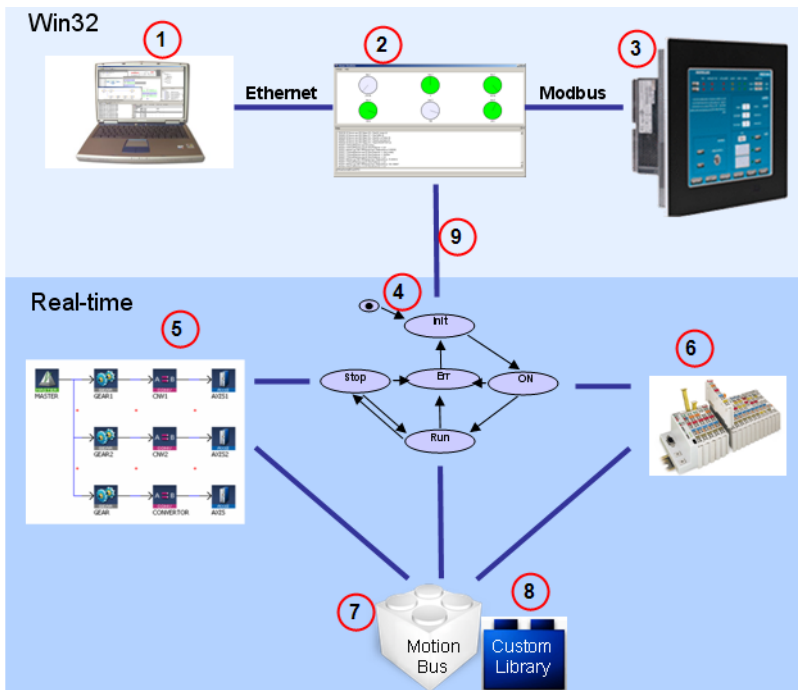 Win32
1
2
3
Ethernet
Modbus
9
Real-time
4
5
6
Init
Stop
Err
ON
Run
MASTER
GEAR1
CNV1
AXIS1
GEAR2
CNV2
AXIS2
GEAR
CONVERTOR
AXIS
A B
A B
A B
7
8
Motion
Bus
Custom
Library